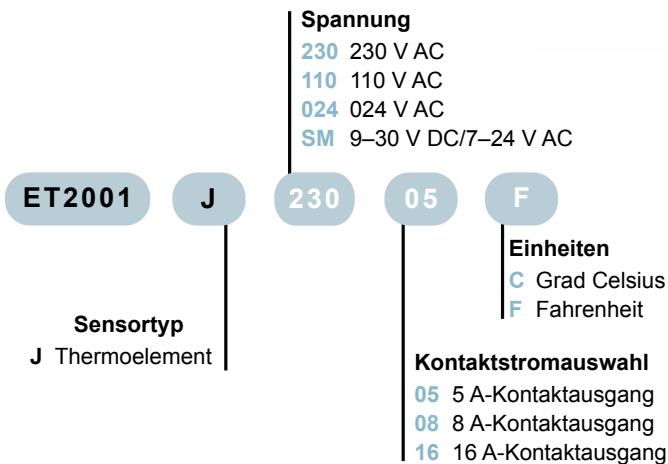 Spannung
230 230 V AC
110 110 V AC
024 024 V AC
SM 9–30 V DC/7–24 V AC
ET2001 J 230 05 F
Einheiten
C Grad Celsius
F Fahrenheit
Sensortyp
J Thermoelement
Kontaktstromauswahl
05 5 A-Kontaktausgang
08 8 A-Kontaktausgang
16 16 A-Kontaktausgang